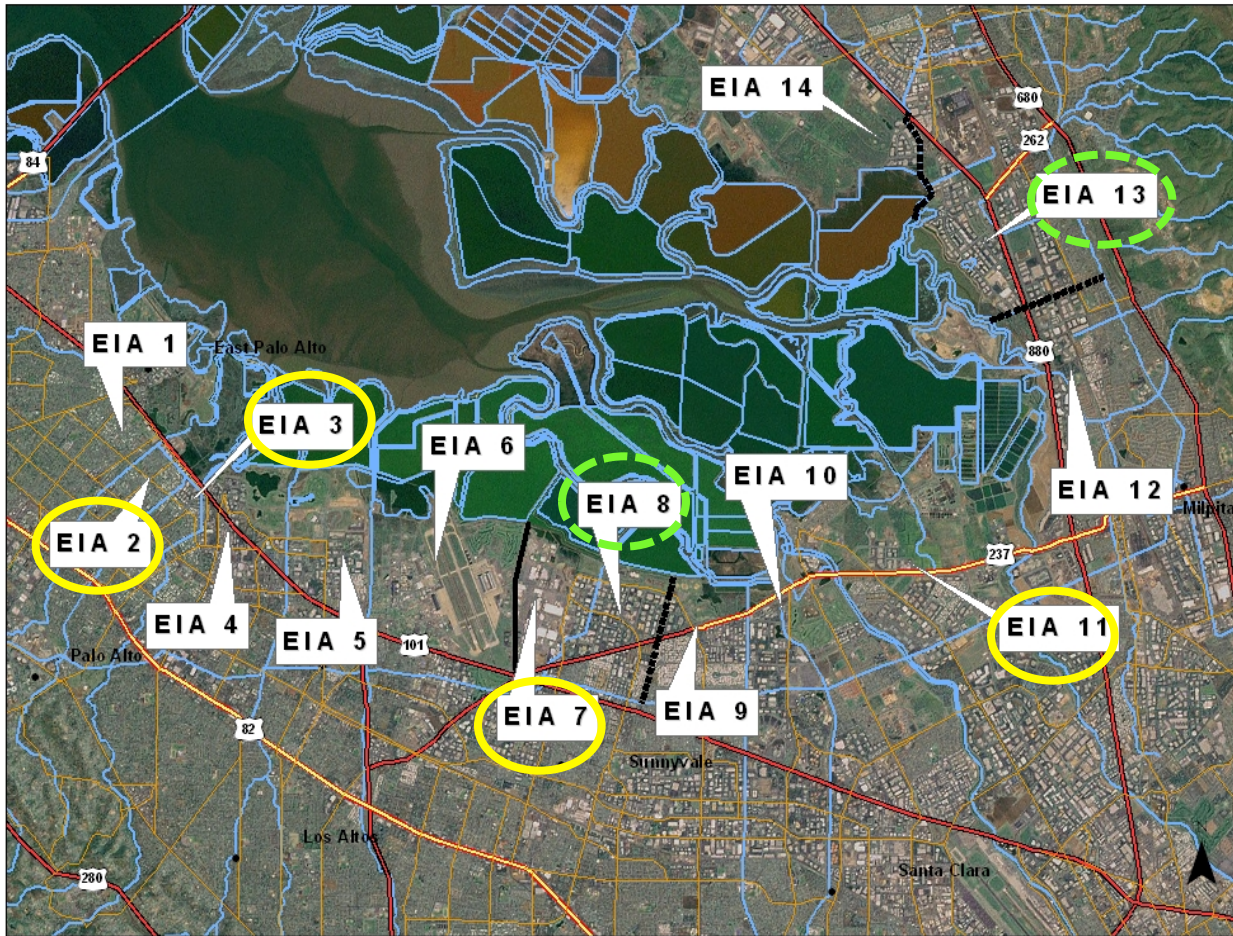 EIA 14
680
262
84
EIA 13
EIA 1
East Palo Alto
880
EIA 3
EIA 6
EIA 10
EIA 8
EIA 12
Milpita
EIA 2
237
EIA 4
EIA 5
101
EIA 11
Palo Alto
EIA 7
EIA 9
82
Sunnyvale
Los Altos
Santa Clara
280